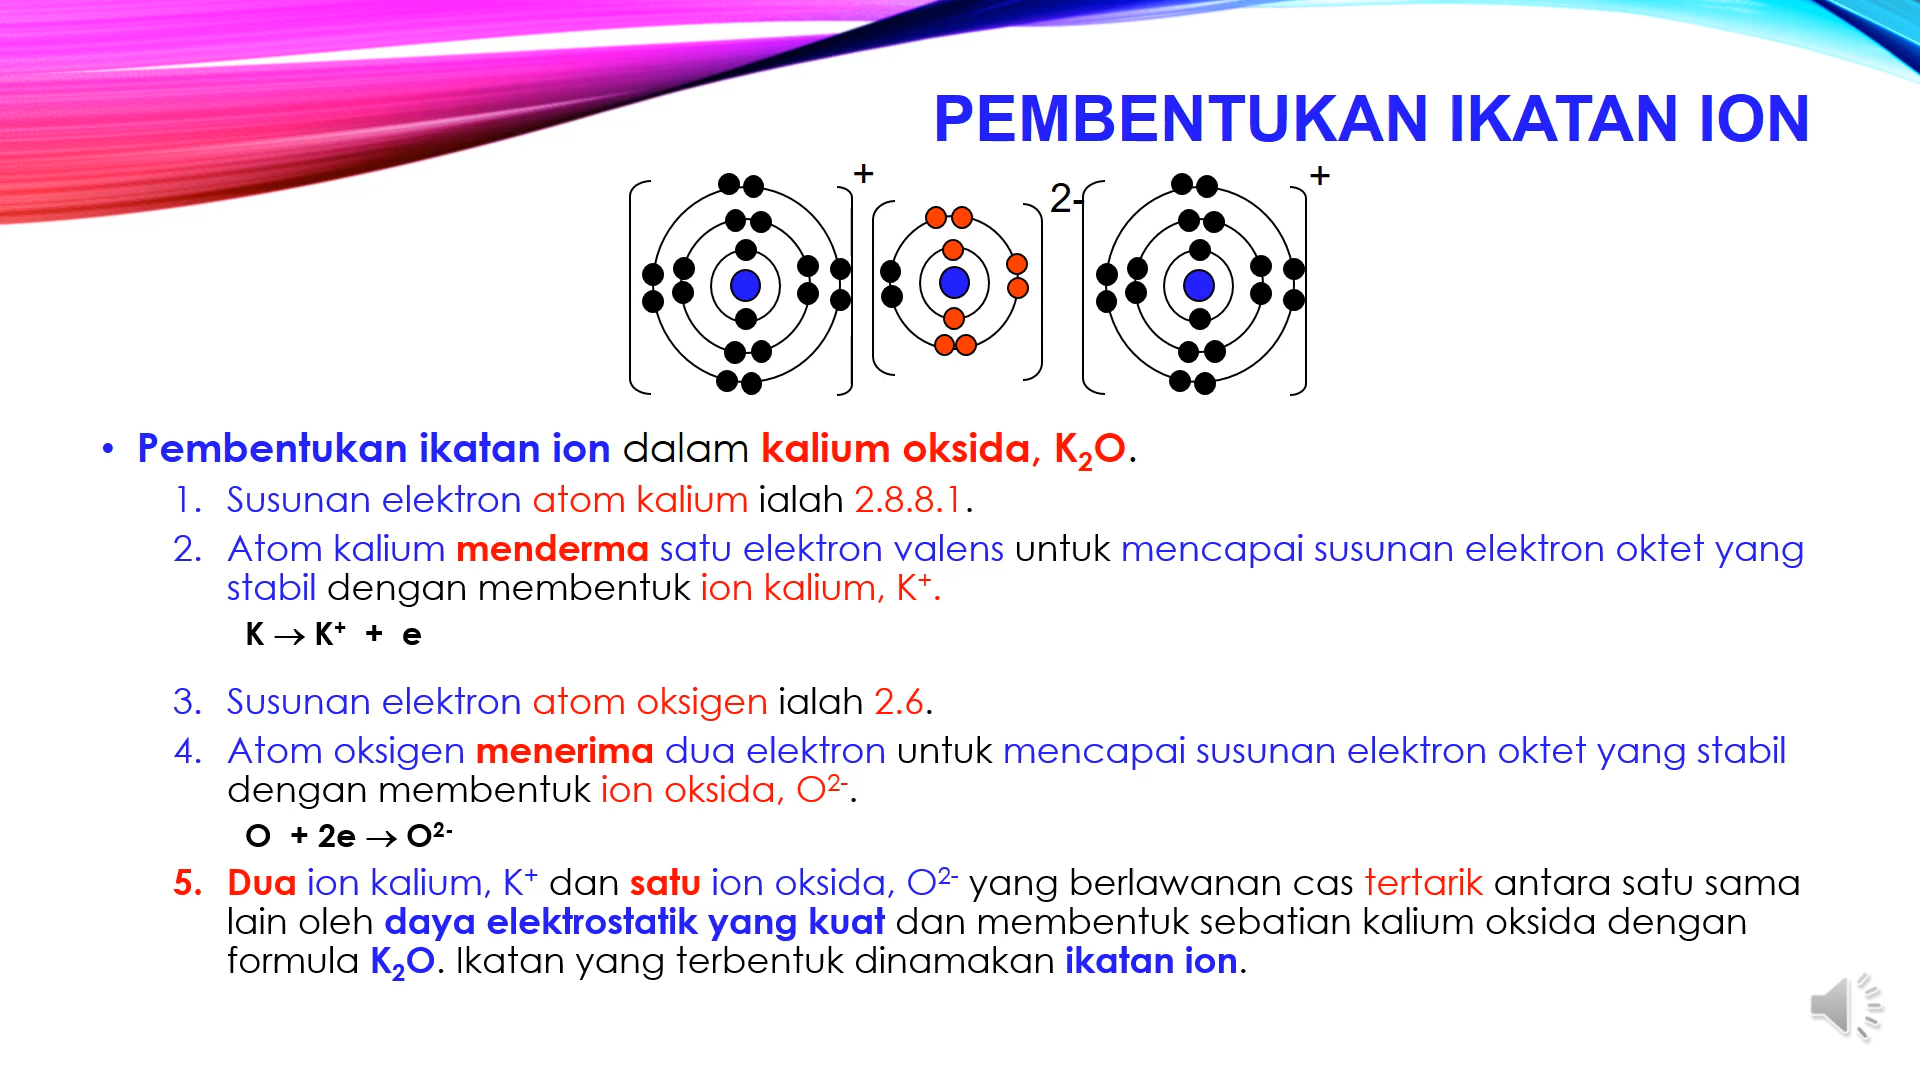 PEMBENTUKAN IKATAN ION
+
2-
+
• Pembentukan ikatan ion dalam kalium oksida, K₂O.
1. Susunan elektron atom kalium ialah 2.8.8.1.
2. Atom kalium menderma satu elektron valens untuk mencapai susunan elektron oktet yang
stabil dengan membentuk ion kalium, K⁺.
K → K⁺ + e
3. Susunan elektron atom oksigen ialah 2.6.
4. Atom oksigen menerima dua elektron untuk mencapai susunan elektron oktet yang stabil
dengan membentuk ion oksida, O²⁻.
O + 2e → O²⁻
5. Dua ion kalium, K⁺ dan satu ion oksida, O²⁻ yang berlawanan cas tertarik antara satu sama
lain oleh daya elektrostatik yang kuat dan membentuk sebatian kalium oksida dengan
formula K₂O. Ikatan yang terbentuk dinamakan ikatan ion.